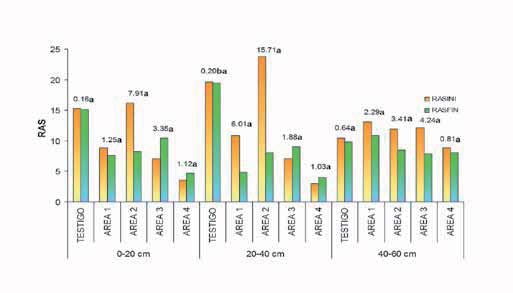 25
20
15
10
5
0
RAS
0.16a
1.25a
7.91a
3.35a
1.12a
0.20ba
6.01a
15.71a
1.88a
1.03a
0.64a
2.29a
3.41a
4.24a
0.81a
RASINI
RASFIN
TESTIGO
AREA 1
AREA 2
AREA 3
AREA 4
TESTIGO
AREA 1
AREA 2
AREA 3
AREA 4
TESTIGO
AREA 1
AREA 2
AREA 3
AREA 4
0-20 cm
20-40 cm
40-60 cm